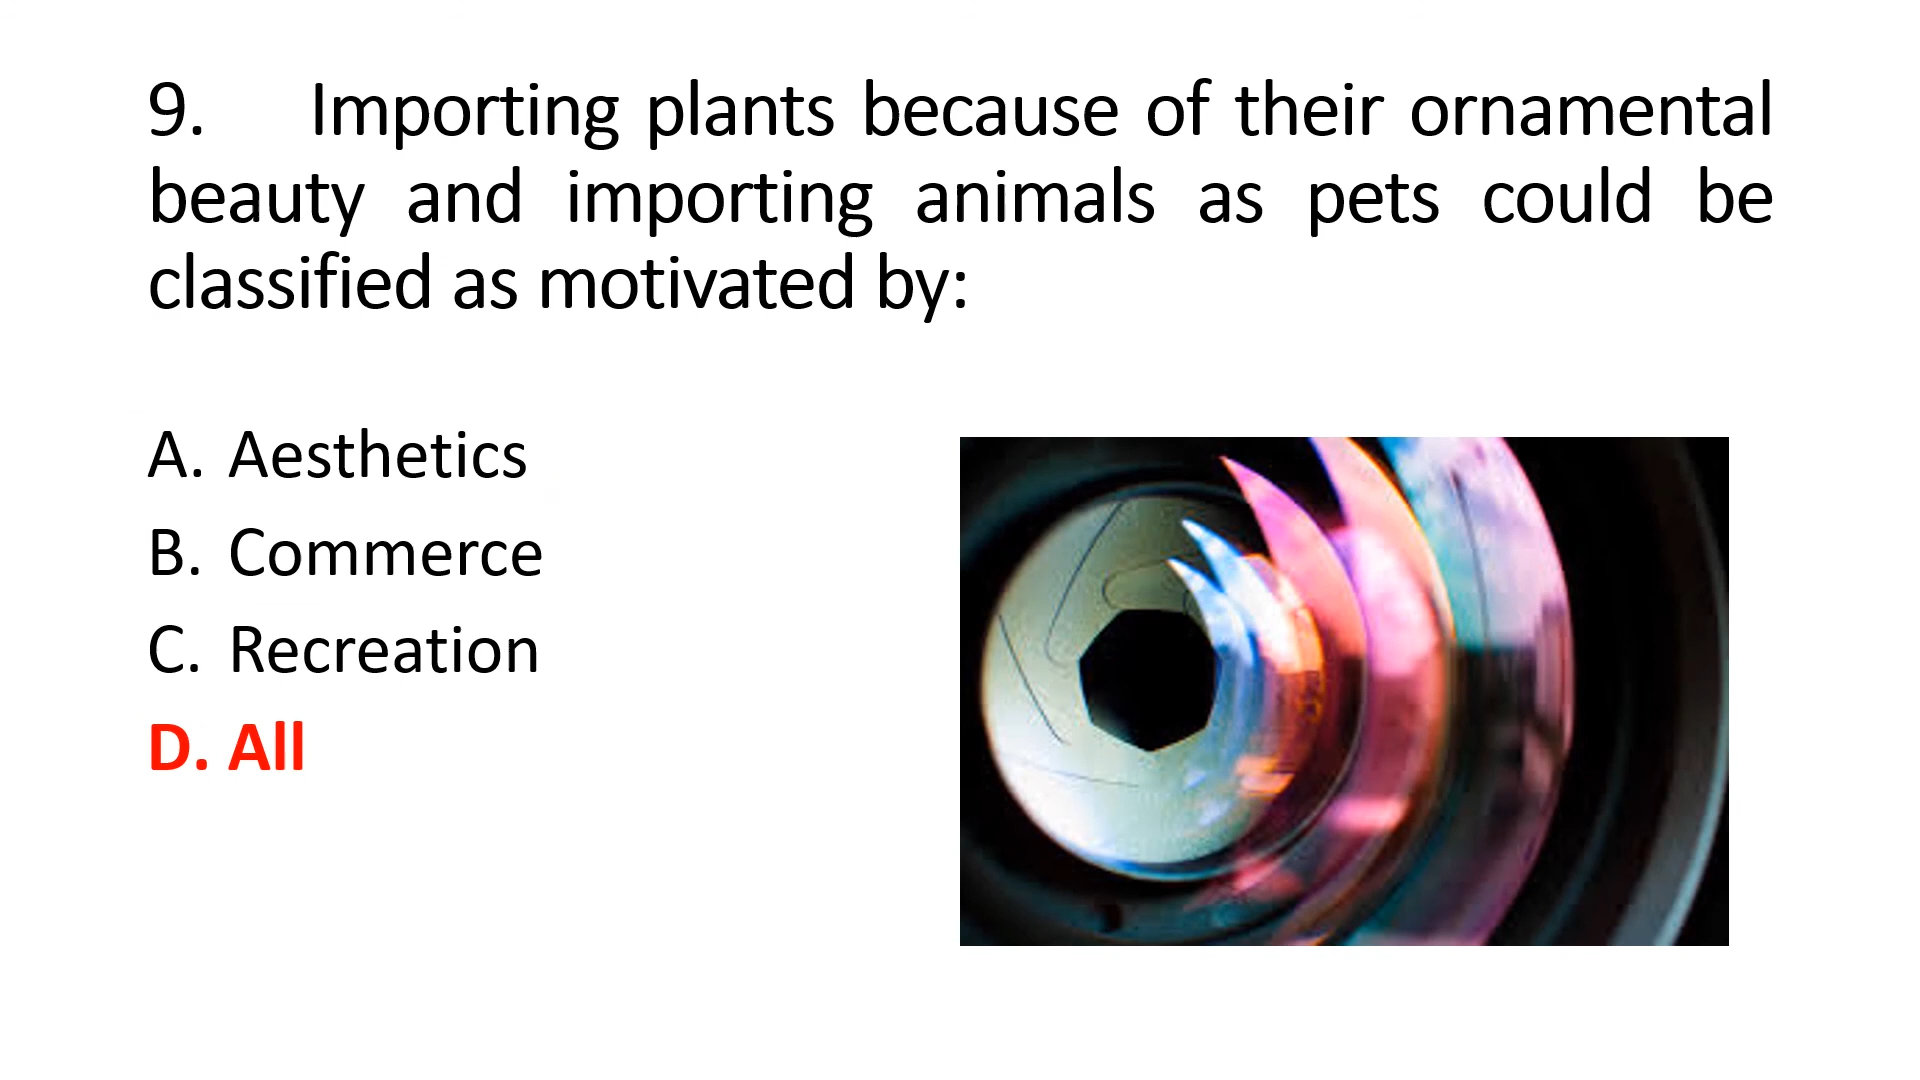 9. Importing plants because of their ornamental
beauty and importing animals as pets could be
classified as motivated by:
A. Aesthetics
B. Commerce
C. Recreation
D. All